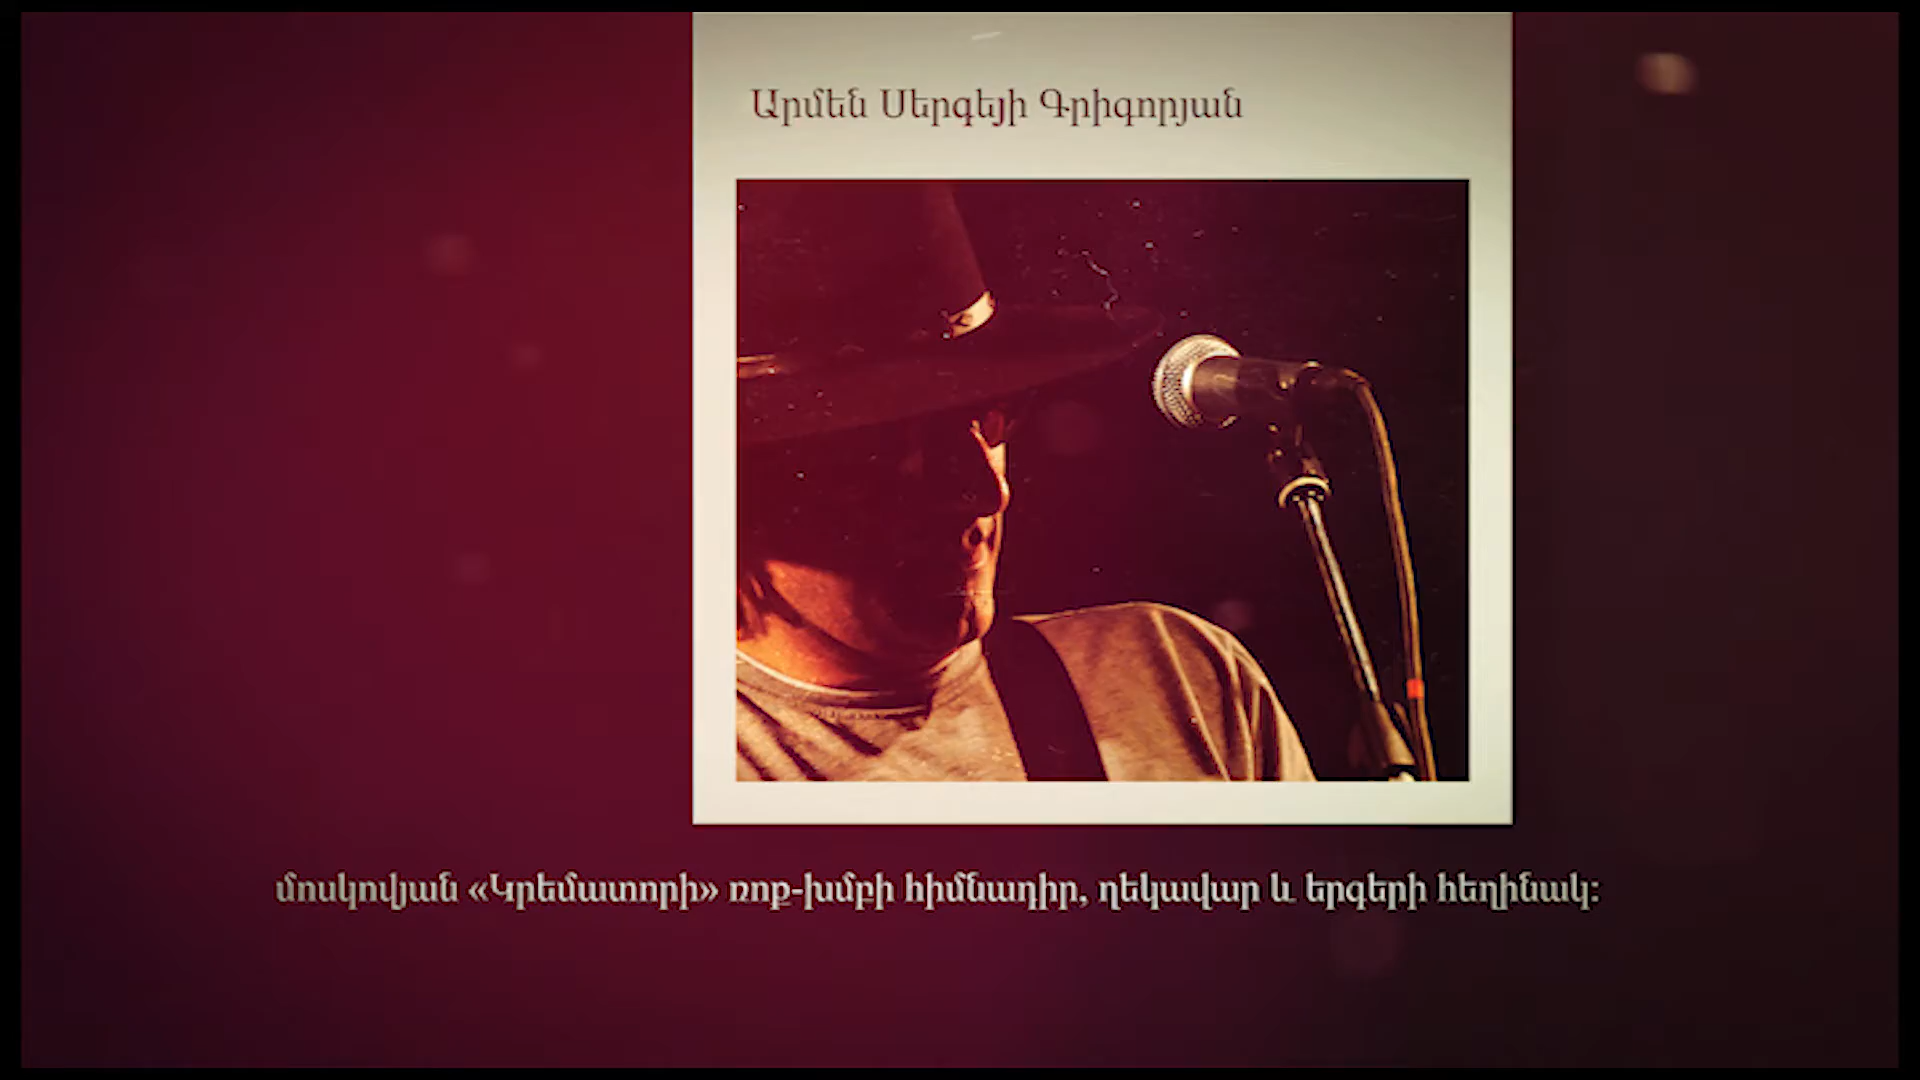 Արմեն Սերգեյի Գրիգորյան
մոսկովյան «Կրեմատորի» ռոք-խմբի հիմնադիր, ղեկավար և երգերի հեղինակ: